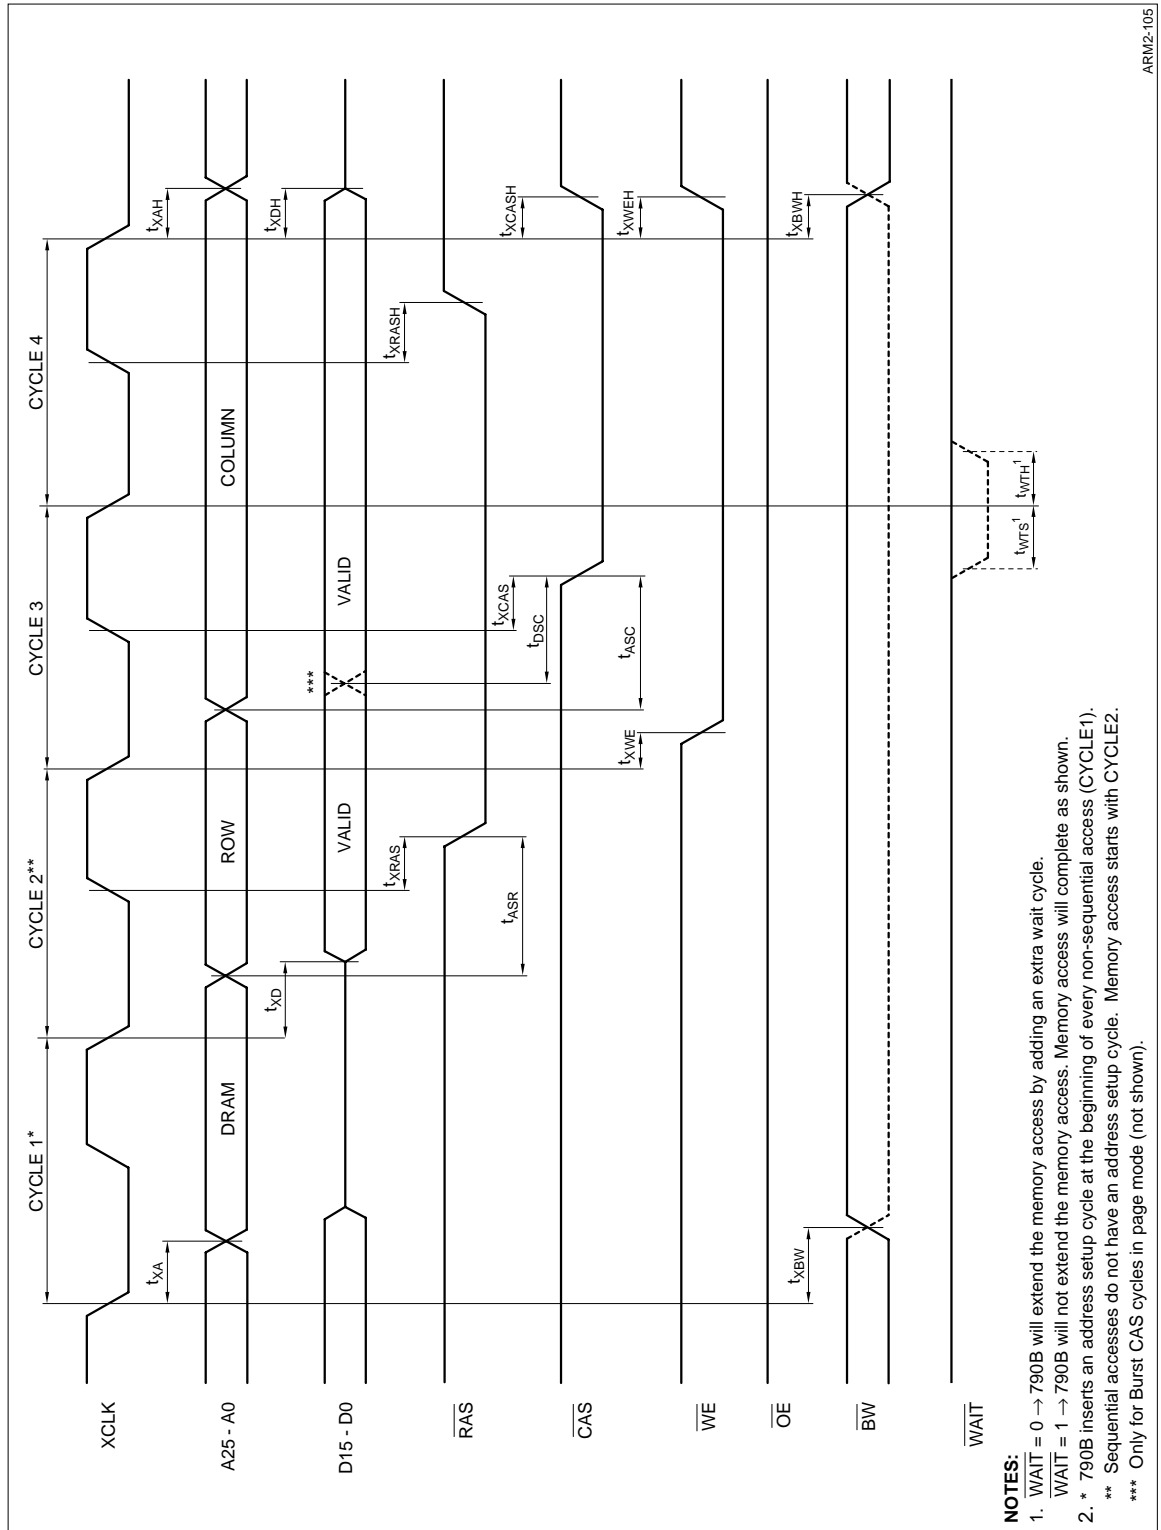 CYCLE 1*
CYCLE 2**
CYCLE 3
CYCLE 4
XCLK
tXA
tXAH
A25 - A0
DRAM
ROW
COLUMN
tXD
***
tXDH
D15 - D0
VALID
VALID
tXRAS
tXRASH
RAS
tASR
tXCAS
tXCASH
tDSC
CAS
tASC
tXWE
tXWEH
WE
OE
tXBW
tXBWH
BW
WAIT
tWTS1
tWTH1
NOTES:
1. WAIT = 0 → 790B will extend the memory access by adding an extra wait cycle.
WAIT = 1 → 790B will not extend the memory access. Memory access will complete as shown.
2. * 790B inserts an address setup cycle at the beginning of every non-sequential access (CYCLE1).
** Sequential accesses do not have an address setup cycle. Memory access starts with CYCLE2.
*** Only for Burst CAS cycles in page mode (not shown).
ARM2-105